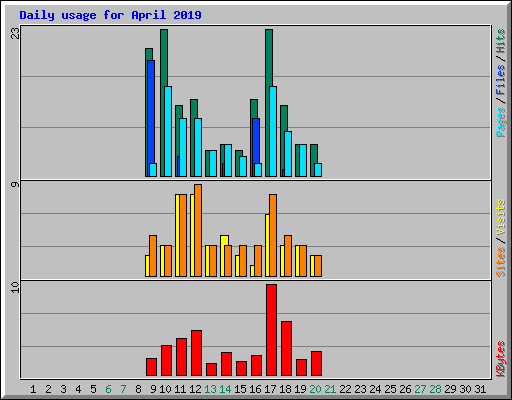 Daily usage for April 2019
23
Pages / Files / Hits
9
Sites / Visits
10
KBytes
1 2 3 4 5 6 7 8 9 10 11 12 13 14 15 16 17 18 19 20 21 22 23 24 25 26 27 28 29 30 31